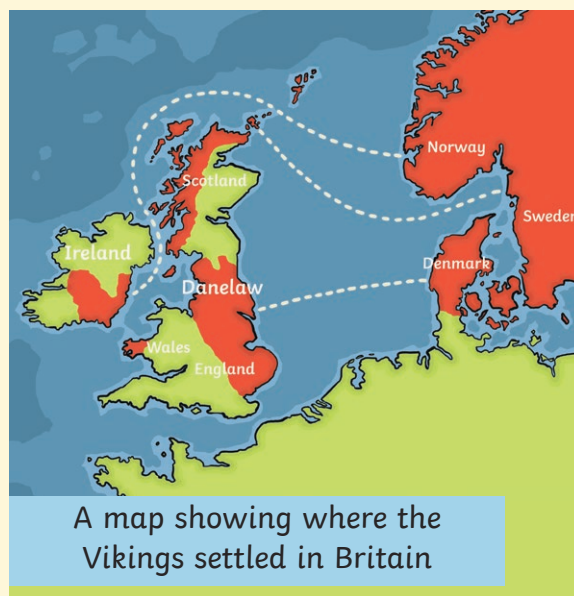 Norway
Scotland
Sweden
Ireland
Denmark
Danelaw
Wales
England
A map showing where the
Vikings settled in Britain